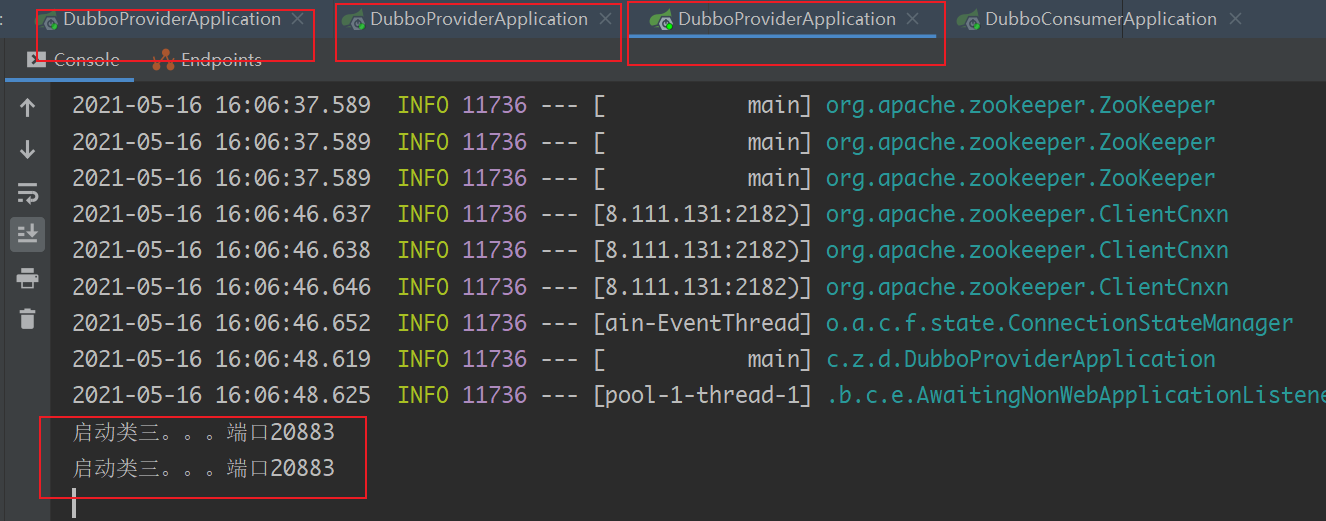 : DubboProviderApplication × DubboProviderApplication × DubboProviderApplication × DubboConsumerApplication ×
Console Endpoints
2021-05-16 16:06:37.589 INFO 11736 --- [ main] org.apache.zookeeper.ZooKeeper
2021-05-16 16:06:37.589 INFO 11736 --- [ main] org.apache.zookeeper.ZooKeeper
2021-05-16 16:06:37.589 INFO 11736 --- [ main] org.apache.zookeeper.ZooKeeper
2021-05-16 16:06:46.637 INFO 11736 --- [8.111.131:2182)] org.apache.zookeeper.ClientCnxn
2021-05-16 16:06:46.638 INFO 11736 --- [8.111.131:2182)] org.apache.zookeeper.ClientCnxn
2021-05-16 16:06:46.646 INFO 11736 --- [8.111.131:2182)] org.apache.zookeeper.ClientCnxn
2021-05-16 16:06:46.652 INFO 11736 --- [ain-EventThread] o.a.c.f.state.ConnectionStateManager
2021-05-16 16:06:48.619 INFO 11736 --- [ main] c.z.d.DubboProviderApplication
2021-05-16 16:06:48.625 INFO 11736 --- [pool-1-thread-1] .b.c.e.AwaitingNonWebApplicationListene
启动类三。。。端口20883
启动类三。。。端口20883